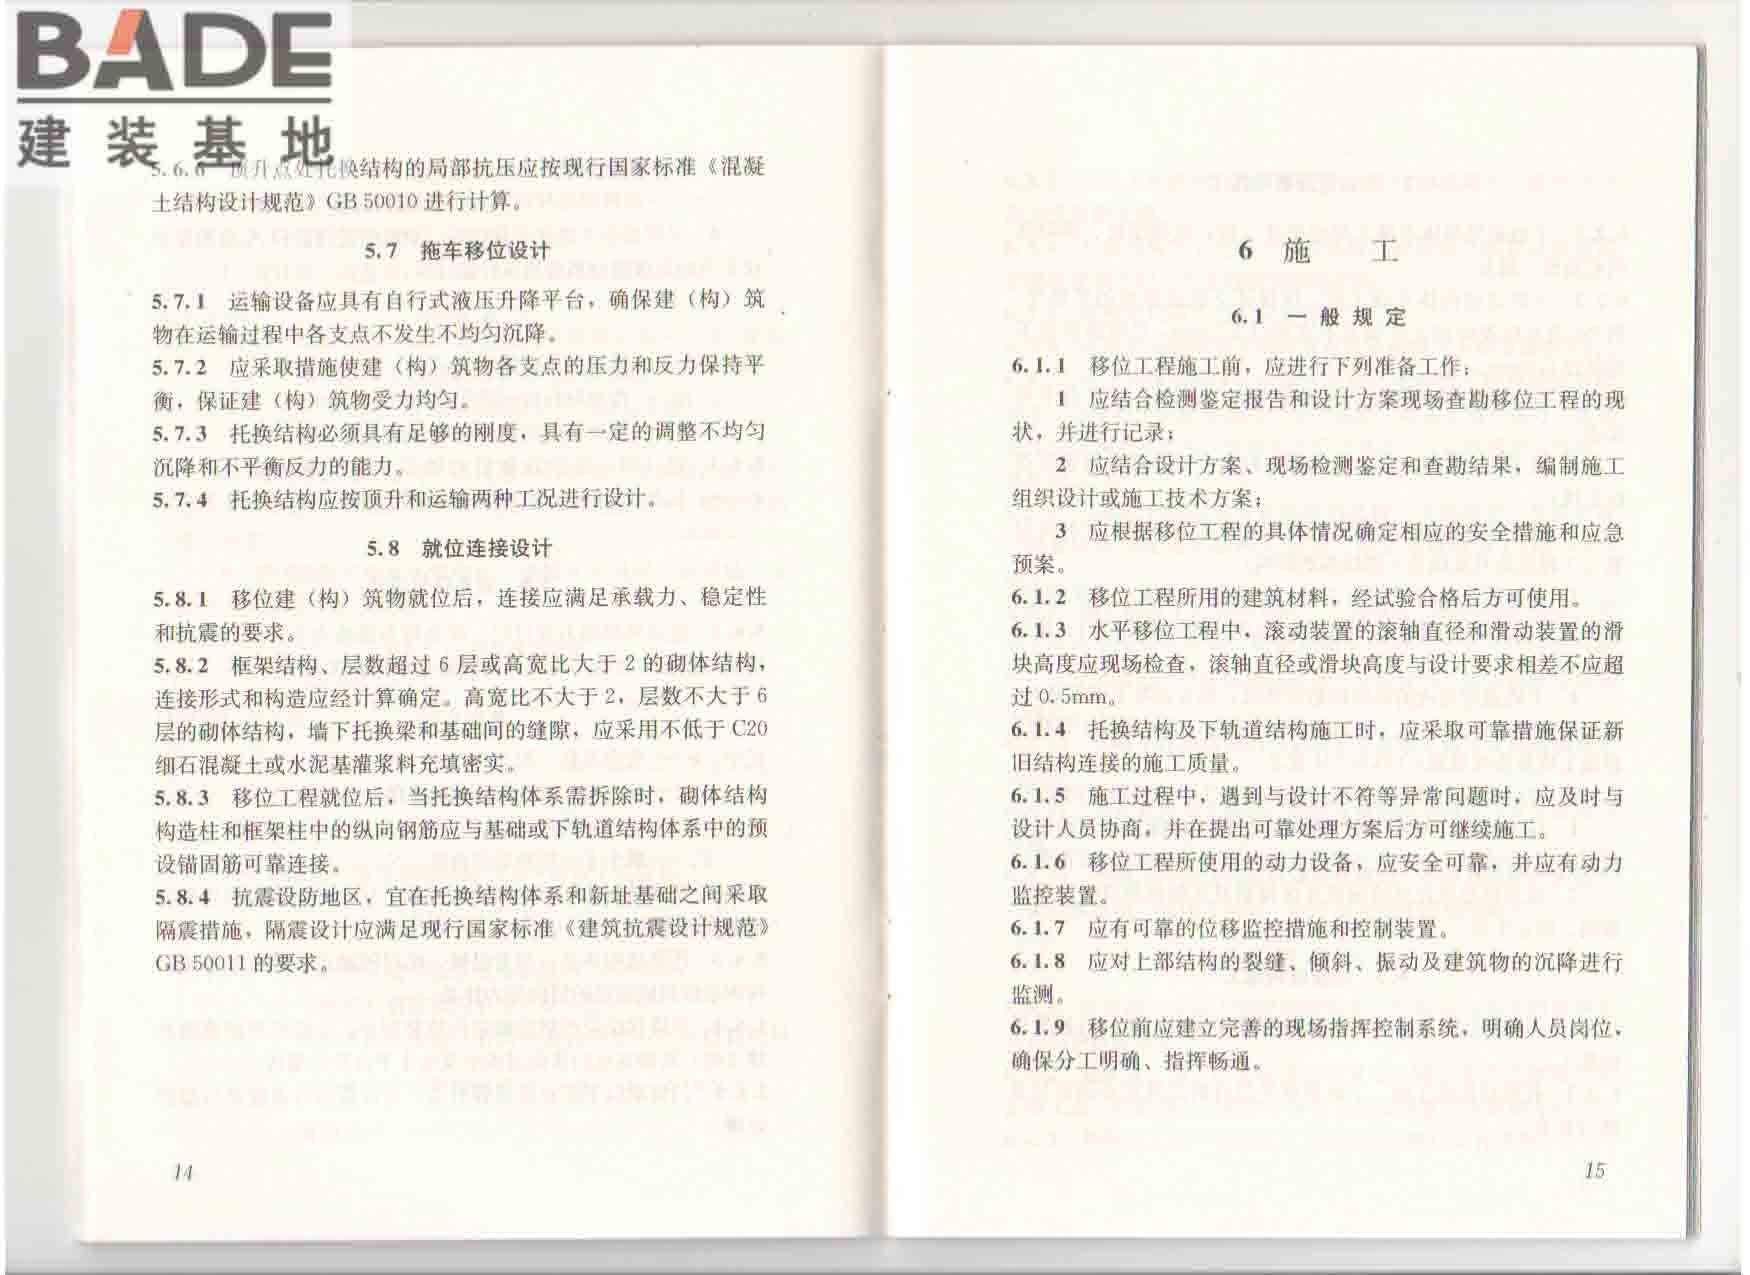 BADE
建装基地
5.6.6 顶升点处托换结构的局部抗压应按现行国家标准《混凝
土结构设计规范》GB 50010 进行计算。
5.7 拖车移位设计
5.7.1 运输设备应具有自行式液压升降平台，确保建（构）筑
物在运输过程中各支点不发生不均匀沉降。
5.7.2 应采取措施使建（构）筑物各支点的压力和反力保持平
衡，保证建（构）筑物受力均匀。
5.7.3 托换结构必须具有足够的刚度，具有一定的调整不均匀
沉降和不平衡反力的能力。
5.7.4 托换结构应按顶升和运输两种工况进行设计。
5.8 就位连接设计
5.8.1 移位建（构）筑物就位后，连接应满足承载力、稳定性
和抗震的要求。
5.8.2 框架结构、层数超过 6 层或高宽比大于 2 的砌体结构，
连接形式和构造应经计算确定。高宽比不大于 2，层数不大于 6
层的砌体结构，墙下托换梁和基础间的缝隙，应采用不低于 C20
细石混凝土或水泥基灌浆料充填密实。
5.8.3 移位工程就位后，当托换结构体系需拆除时，砌体结构
构造柱和框架柱中的纵向钢筋应与基础或下轨道结构体系中的预
设锚固筋可靠连接。
5.8.4 抗震设防地区，宜在托换结构体系和新址基础之间采取
隔震措施，隔震设计应满足现行国家标准《建筑抗震设计规范》
GB 50011 的要求。
14
6 施 工
6.1 一般规定
6.1.1 移位工程施工前，应进行下列准备工作：
1 应结合检测鉴定报告和设计方案现场查勘移位工程的现
状，并进行记录；
2 应结合设计方案、现场检测鉴定和查勘结果，编制施工
组织设计或施工技术方案；
3 应根据移位工程的具体情况确定相应的安全措施和应急
预案。
6.1.2 移位工程所用的建筑材料，经试验合格后方可使用。
6.1.3 水平移位工程中，滚动装置的滚轴直径和滑动装置的滑
块高度应现场检查，滚轴直径或滑块高度与设计要求相差不应超
过 0.5mm。
6.1.4 托换结构及下轨道结构施工时，应采取可靠措施保证新
旧结构连接的施工质量。
6.1.5 施工过程中，遇到与设计不符等异常问题时，应及时与
设计人员协商，并在提出可靠处理方案后方可继续施工。
6.1.6 移位工程所使用的动力设备，应安全可靠，并应有动力
监控装置。
6.1.7 应有可靠的位移监控措施和控制装置。
6.1.8 应对上部结构的裂缝、倾斜、振动及建筑物的沉降进行
监测。
6.1.9 移位前应建立完善的现场指挥控制系统，明确人员岗位，
确保分工明确、指挥畅通。
15